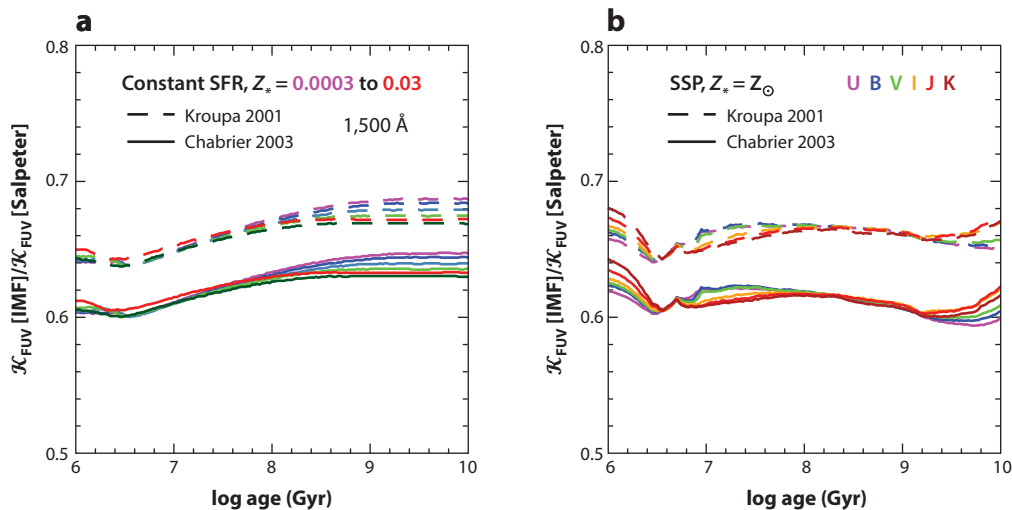 a
Constant SFR, Z* = 0.0003 to 0.03
Kroupa 2001
1,500 Å
Chabrier 2003
0.8
0.7
0.6
0.5
6
7
8
9
10
log age (Gyr)
𝒦FUV [IMF]/𝒦FUV [Salpeter]
b
SSP, Z* = Z⊙
U B V I J K
Kroupa 2001
Chabrier 2003
0.8
0.7
0.6
0.5
6
7
8
9
10
log age (Gyr)
𝒦FUV [IMF]/𝒦FUV [Salpeter]